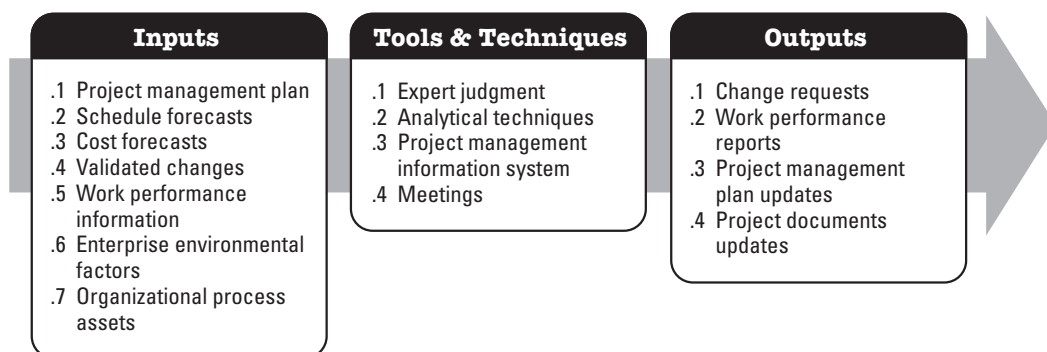 Inputs
.1 Project management plan
.2 Schedule forecasts
.3 Cost forecasts
.4 Validated changes
.5 Work performance
information
.6 Enterprise environmental
factors
.7 Organizational process
assets
Tools & Techniques
.1 Expert judgment
.2 Analytical techniques
.3 Project management
information system
.4 Meetings
Outputs
.1 Change requests
.2 Work performance
reports
.3 Project management
plan updates
.4 Project documents
updates